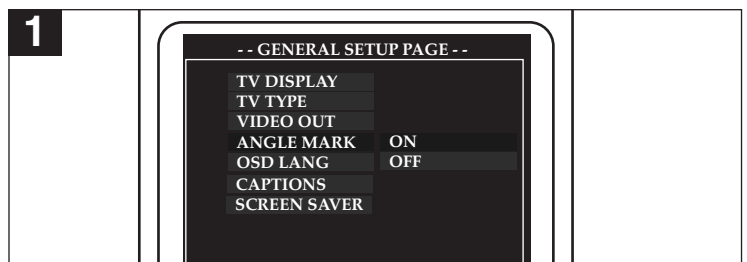 1
- - GENERAL SETUP PAGE - -
TV DISPLAY
TV TYPE
VIDEO OUT
ANGLE MARK ON
OSD LANG OFF
CAPTIONS
SCREEN SAVER